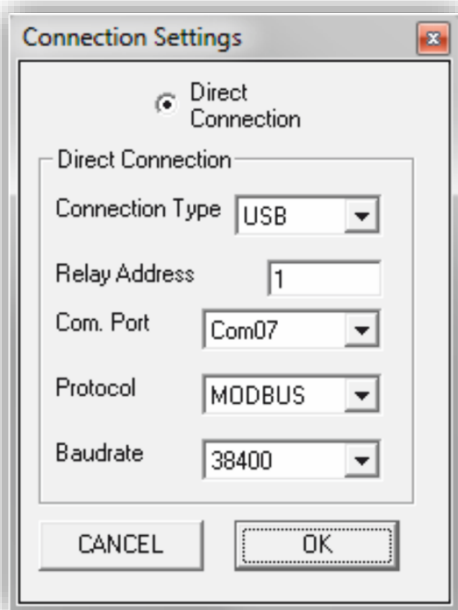 Connection Settings
Direct
Connection
Direct Connection
Connection Type USB
Relay Address 1
Com. Port Com07
Protocol MODBUS
Baudrate 38400
CANCEL OK